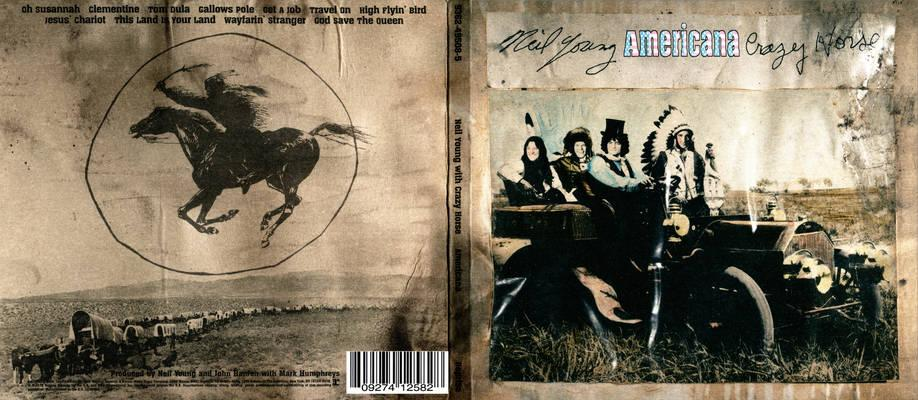 oh Susannah Clementine Tom Dula Gallows Pole Get A Job Travel On High Flyin' Bird
Jesus' Chariot This Land Is Your Land Wayfarin' Stranger God Save The Queen
Produced by Neil Young and John Hanlon with Mark Humphreys
09274 12582
9362-49508-5
Neil Young with Crazy Horse Americana
Neil Young Americana Crazy Horse